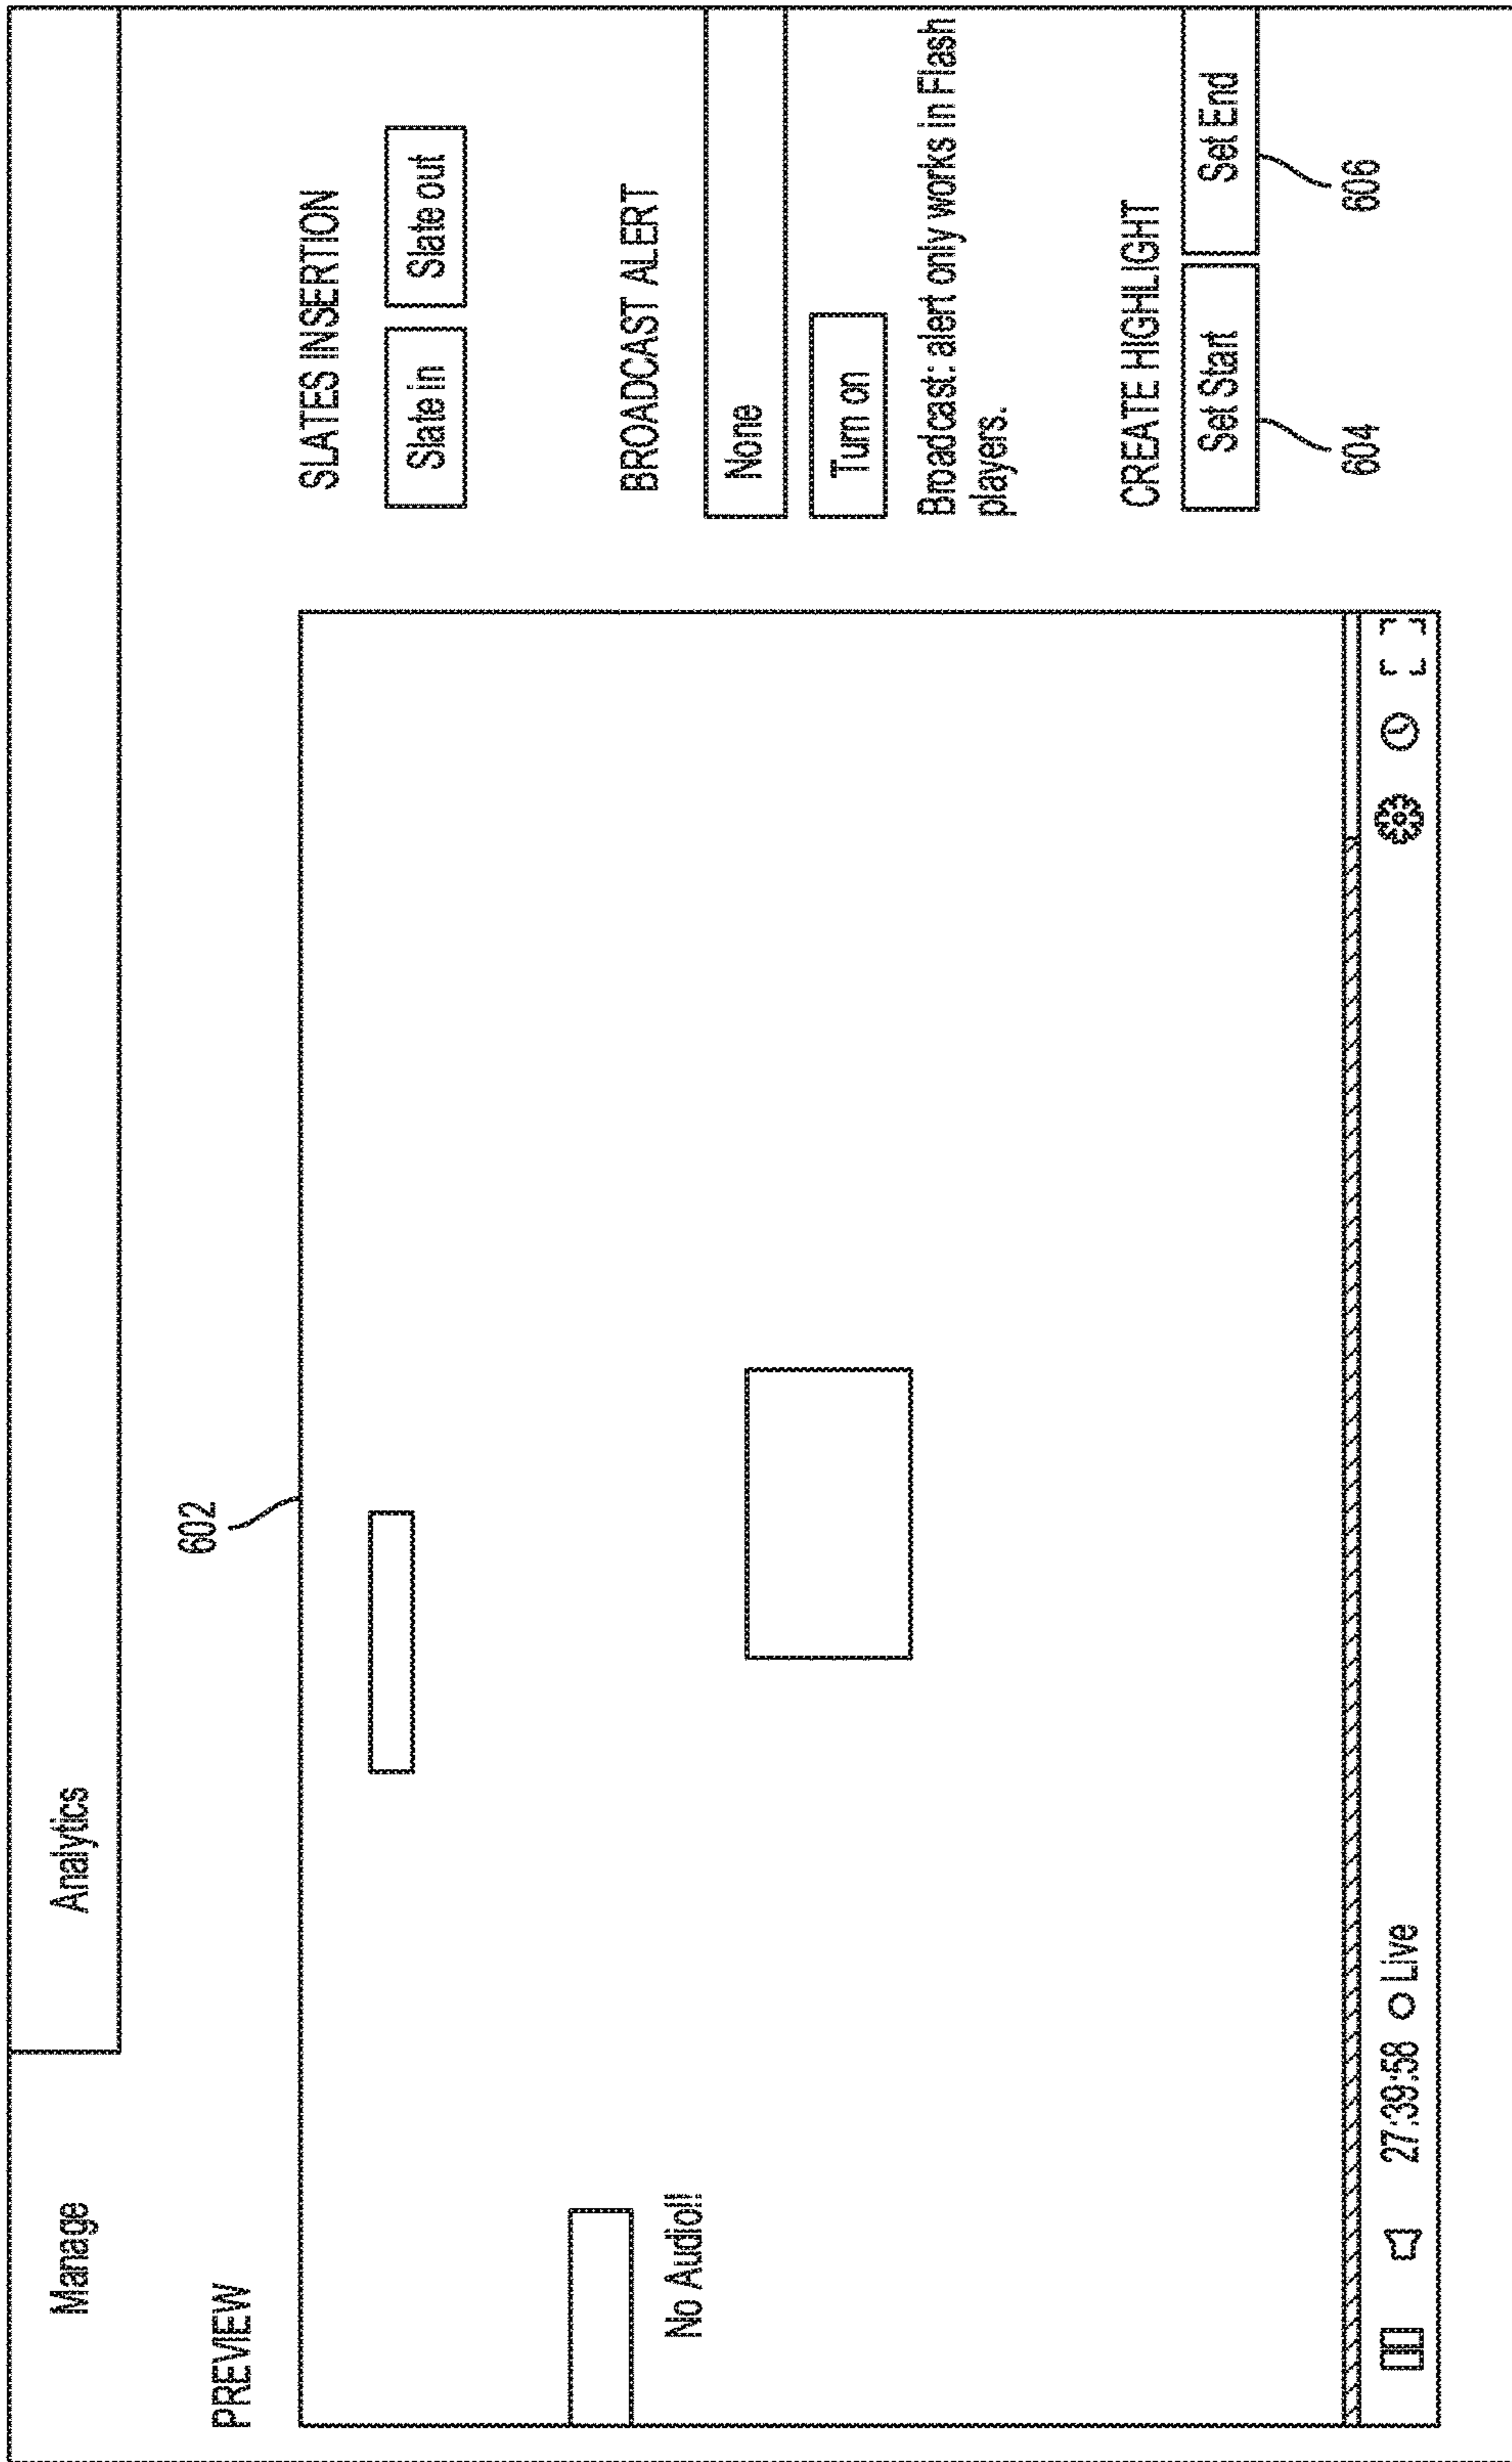 Manage
Analytics
PREVIEW
602
No Audio!!
27:39:58
Live
SLATES INSERTION
Slate in
Slate out
BROADCAST ALERT
None
Turn on
Broadcast: alert only works in Flash
players.
CREATE HIGHLIGHT
Set Start
Set End
604
606